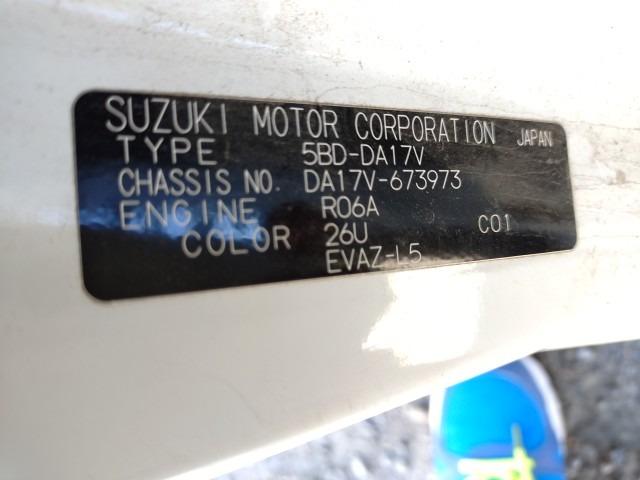 SUZUKI MOTOR CORPORATION JAPAN
TYPE 5BD-DA17V
CHASSIS NO. DA17V-673973
ENGINE R06A
COLOR 26U C01
EVAZ-L5